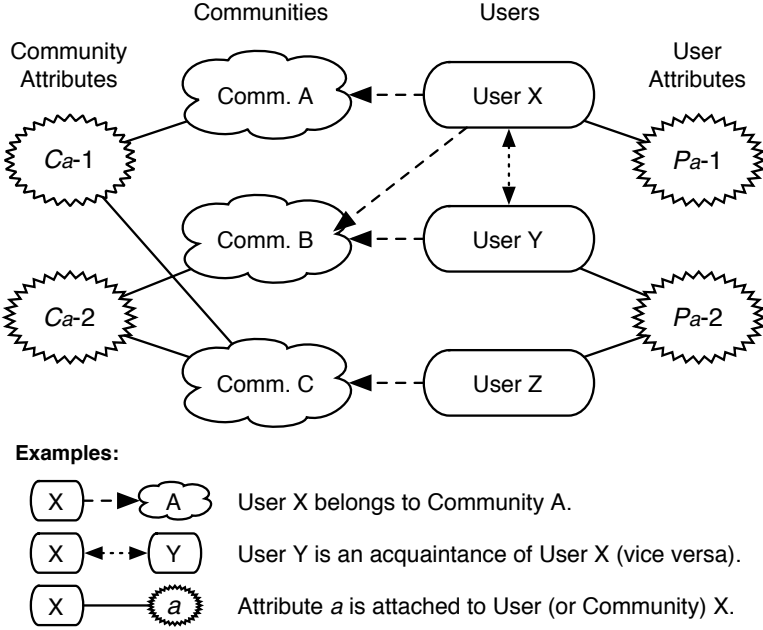 Communities Users
Community Attributes
User Attributes
Comm. A
User X
Ca-1
Pa-1
Comm. B
User Y
Ca-2
Pa-2
Comm. C
User Z
Examples:
X A User X belongs to Community A.
X Y User Y is an acquaintance of User X (vice versa).
X a Attribute a is attached to User (or Community) X.